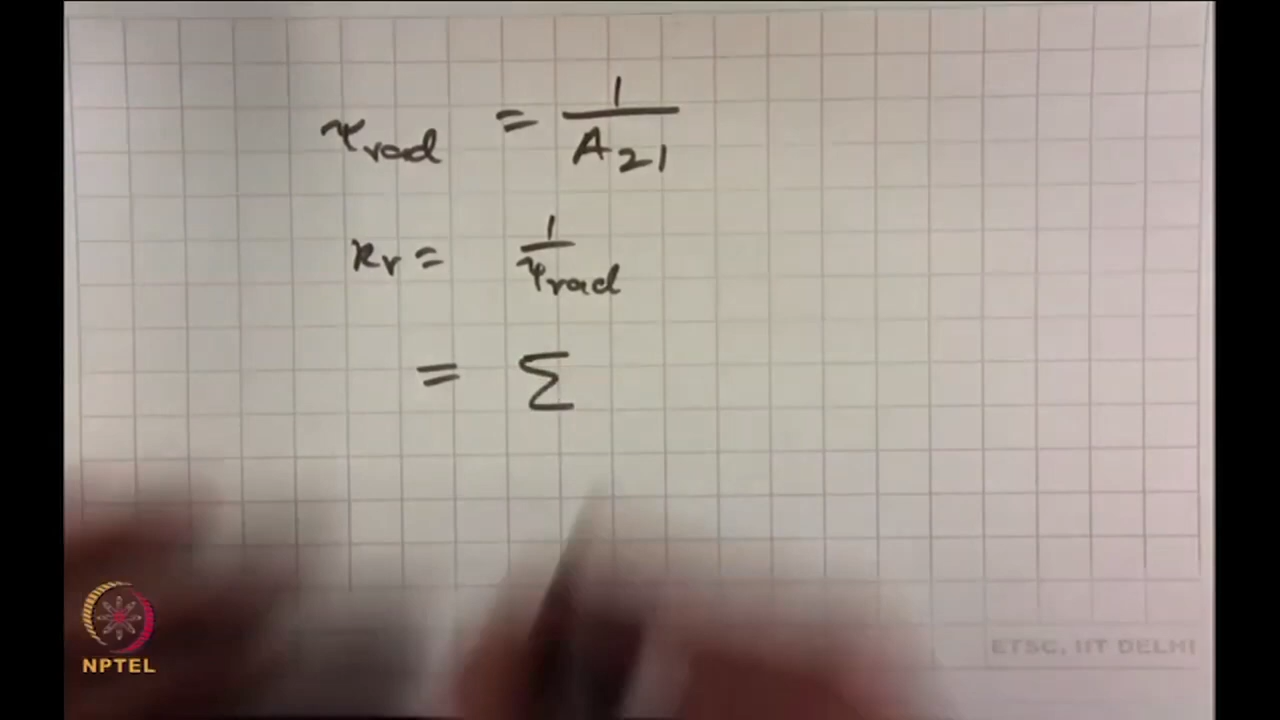 τrad = 1/A21
kr = 1/τrad
= Σ
NPTEL
ETSC, IIT DELHI